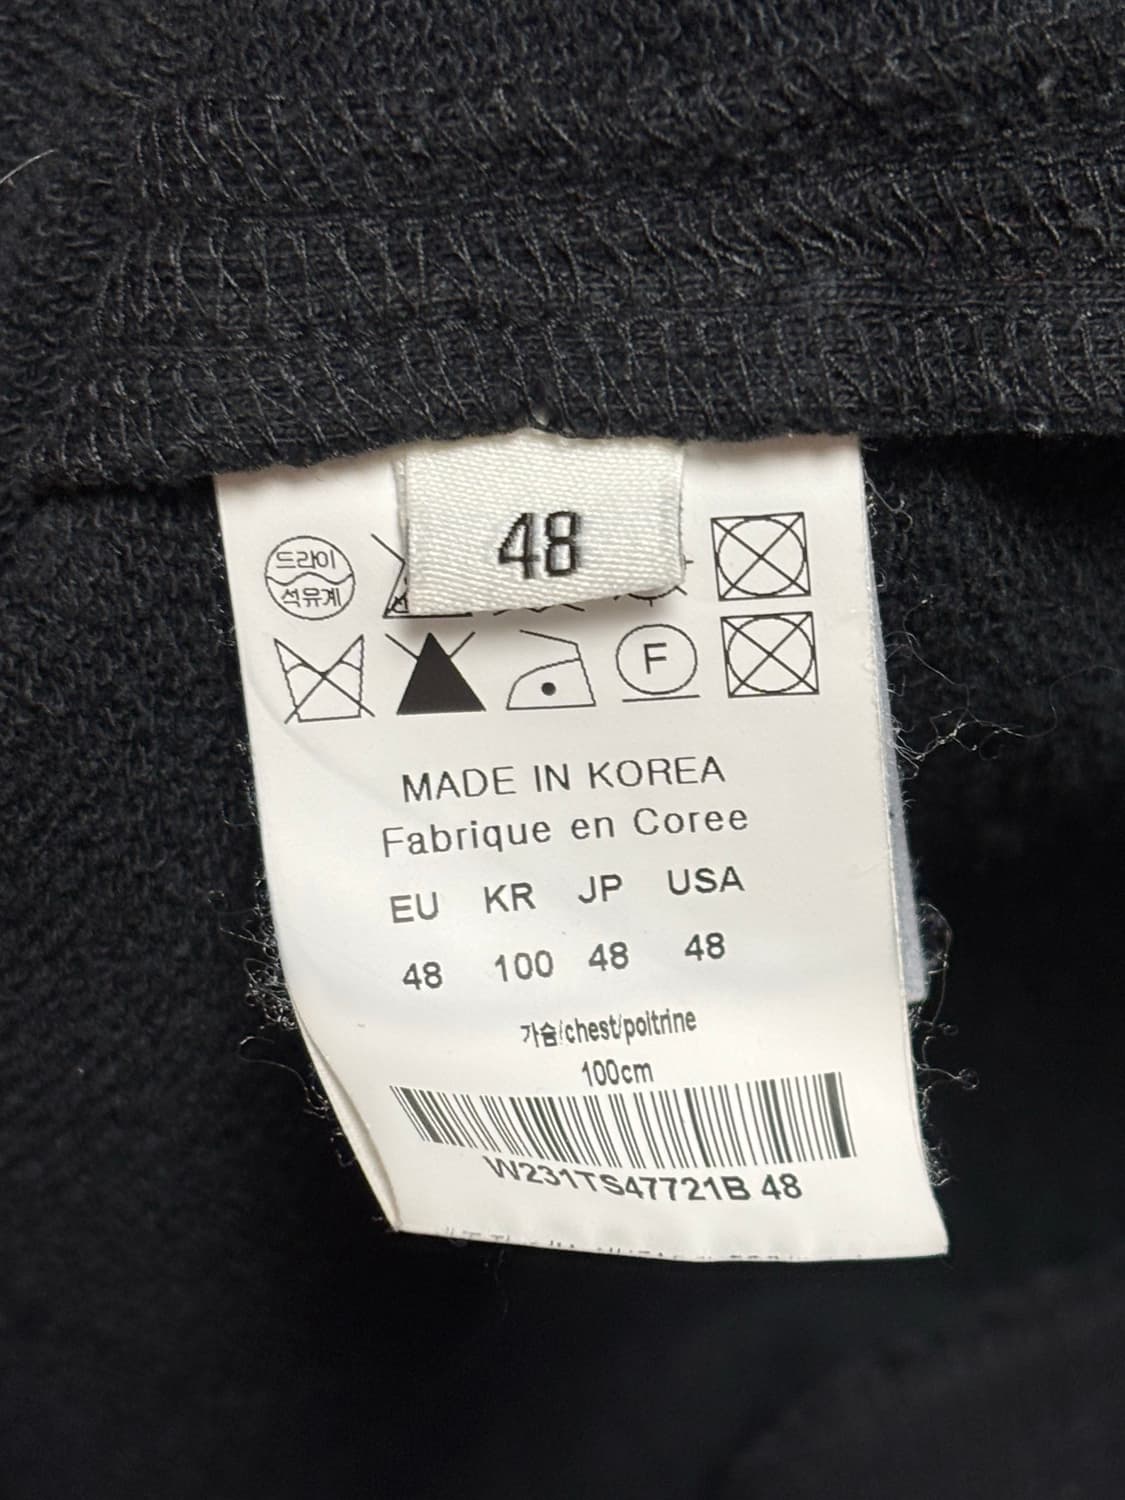 48
드라이
석유계
F
MADE IN KOREA
Fabrique en Coree
EU KR JP USA
48 100 48 48
가슴/chest/poitrine
100cm
W231TS47721B 48